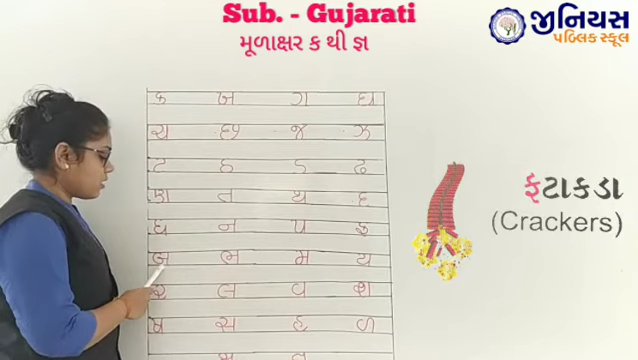 Sub. - Gujarati
મૂળાક્ષર ક થી જ્ઞ
જીનિયસ
પબ્લિક સ્કૂલ
ક ખ ગ ઘ
ચ છ જ ઝ
ટ ઠ ડ ઢ
ણ ત થ દ
ધ ન પ ફ
બ ભ મ ય
ર લ વ શ
ષ સ હ ળ
ફટાકડા
(Crackers)